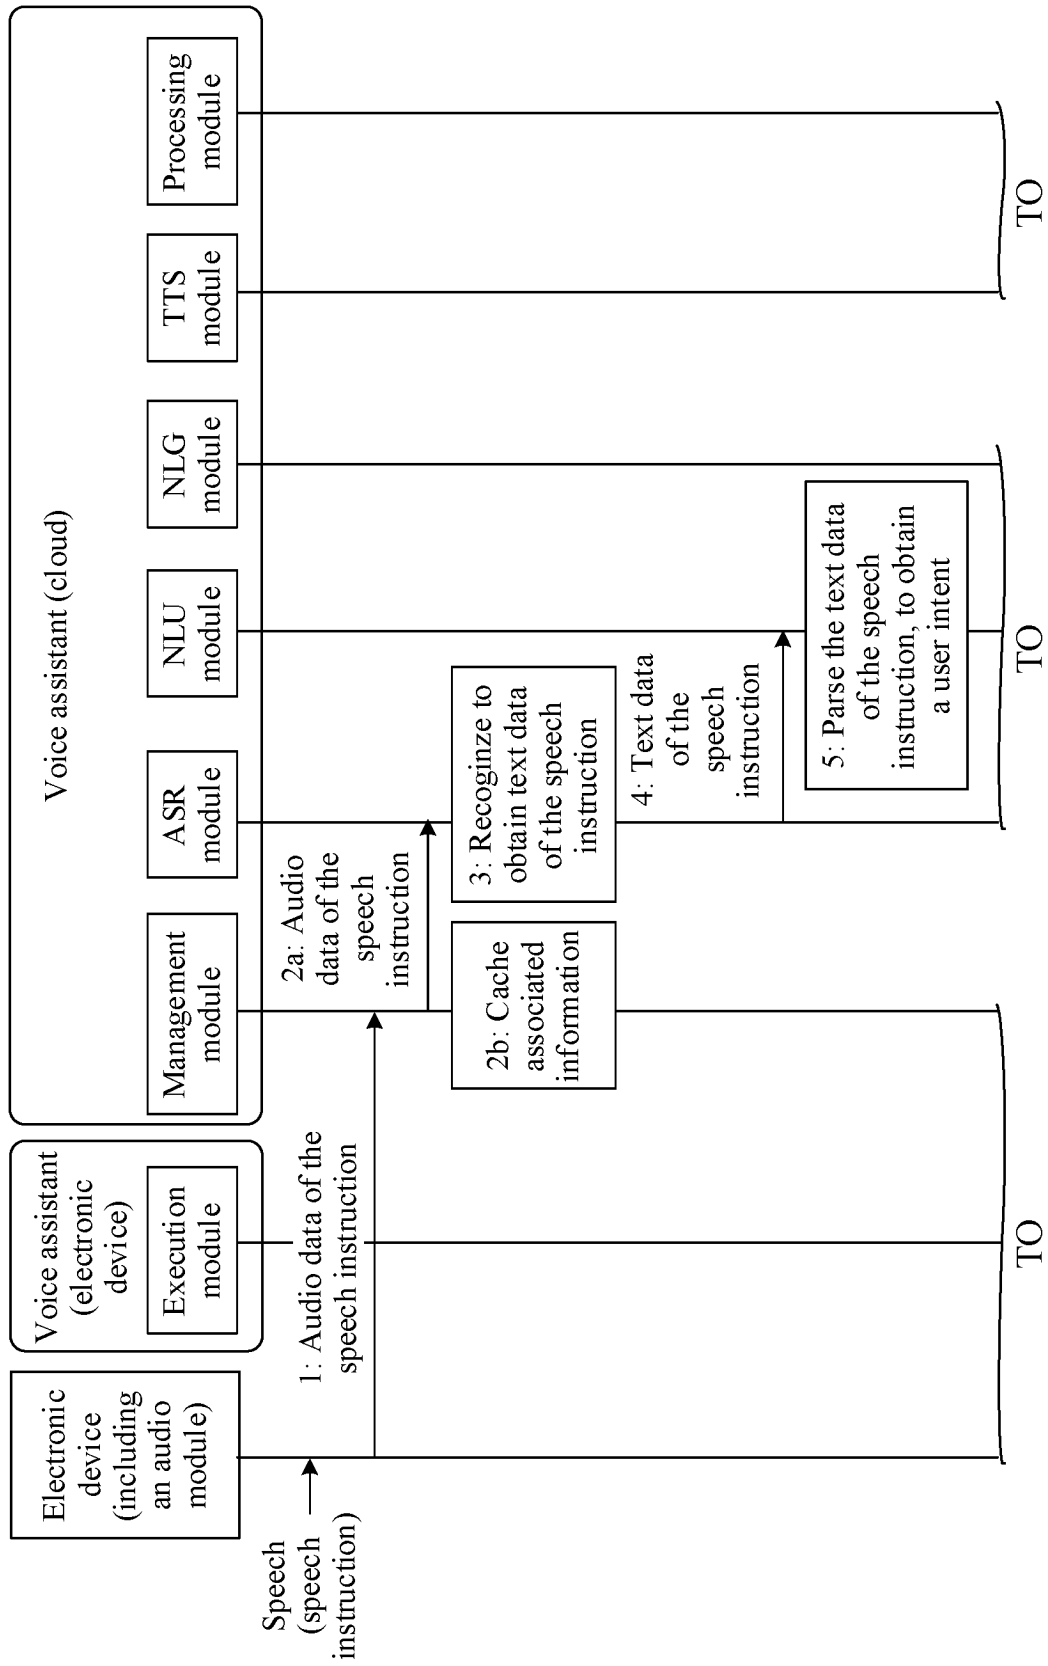 Electronic
device
(including
an audio
module)
Voice assistant
(electronic
device)
Execution
module
Voice assistant (cloud)
Management
module
ASR
module
NLU
module
NLG
module
TTS
module
Processing
module
Speech
(speech
instruction)
1: Audio data of the
speech instruction
2a: Audio
data of the
speech
instruction
2b: Cache
associated
information
3: Recoginze to
obtain text data
of the speech
instruction
4: Text data
of the
speech
instruction
5: Parse the text data
of the speech
instruction, to obtain
a user intent
TO
TO
TO